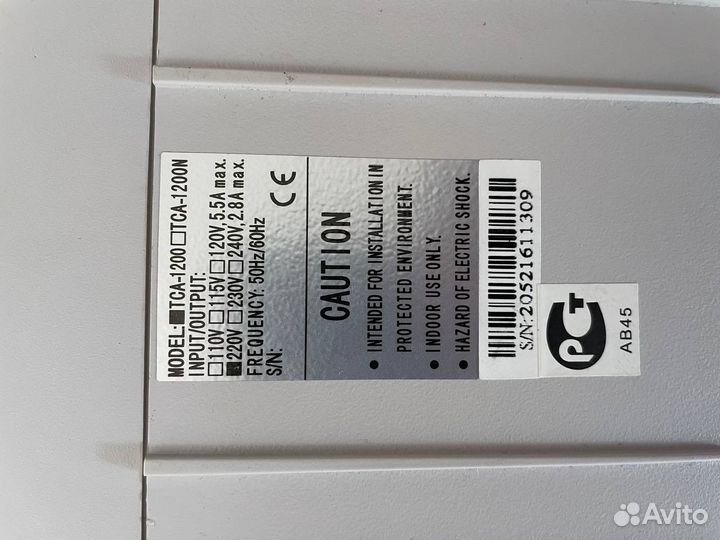 MODEL:■TCA-1200□TCA-1200N
INPUT/OUTPUT:
□110V□115V□120V,5.5A max.
■220V□230V□240V,2.8A max.
FREQUENCY:50Hz/60Hz
S/N:
CE
CAUTION
● INTENDED FOR INSTALLATION IN
PROTECTED ENVIRONMENT.
● INDOOR USE ONLY.
● HAZARD OF ELECTRIC SHOCK.
S/N:20521611309
РСТ
АВ45
Avito